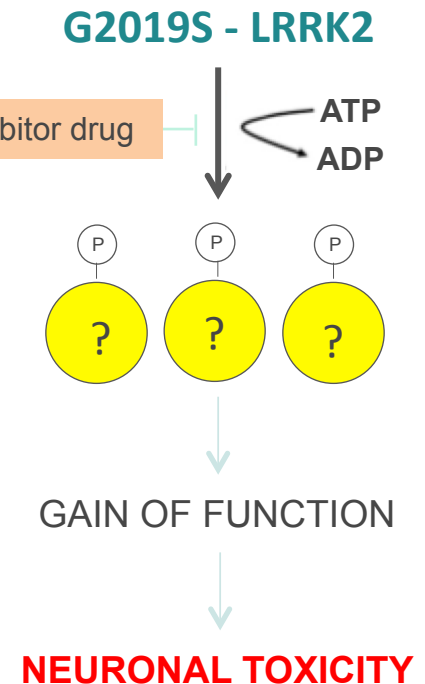 G2019S - LRRK2
ATP
bitor drug
ADP
P P P
? ? ?
GAIN OF FUNCTION
NEURONAL TOXICITY